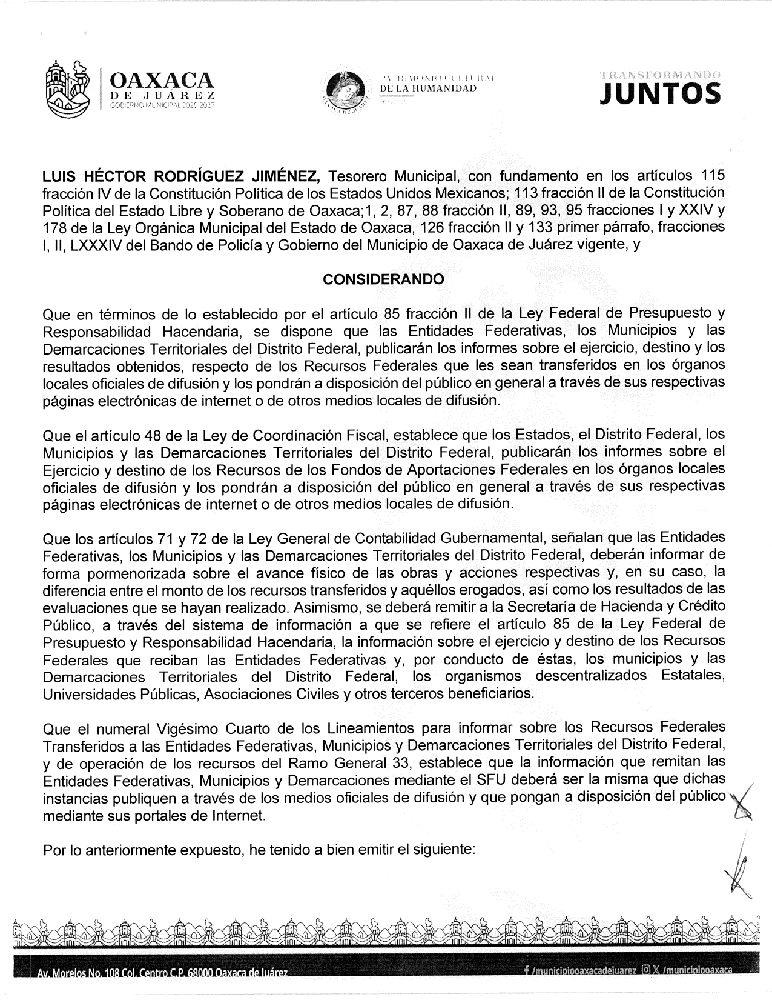 OAXACA
DE JUÁREZ
GOBIERNO MUNICIPAL 2025-2027
PATRIMONIO CULTURAL
DE LA HUMANIDAD
OAXACA DE JUÁREZ
TRANSFORMANDO
JUNTOS
LUIS HÉCTOR RODRÍGUEZ JIMÉNEZ, Tesorero Municipal, con fundamento en los artículos 115
fracción IV de la Constitución Política de los Estados Unidos Mexicanos; 113 fracción II de la Constitución
Política del Estado Libre y Soberano de Oaxaca;1, 2, 87, 88 fracción II, 89, 93, 95 fracciones I y XXIV y
178 de la Ley Orgánica Municipal del Estado de Oaxaca, 126 fracción II y 133 primer párrafo, fracciones
I, II, LXXXIV del Bando de Policía y Gobierno del Municipio de Oaxaca de Juárez vigente, y
CONSIDERANDO
Que en términos de lo establecido por el artículo 85 fracción II de la Ley Federal de Presupuesto y
Responsabilidad Hacendaria, se dispone que las Entidades Federativas, los Municipios y las
Demarcaciones Territoriales del Distrito Federal, publicarán los informes sobre el ejercicio, destino y los
resultados obtenidos, respecto de los Recursos Federales que les sean transferidos en los órganos
locales oficiales de difusión y los pondrán a disposición del público en general a través de sus respectivas
páginas electrónicas de internet o de otros medios locales de difusión.
Que el artículo 48 de la Ley de Coordinación Fiscal, establece que los Estados, el Distrito Federal, los
Municipios y las Demarcaciones Territoriales del Distrito Federal, publicarán los informes sobre el
Ejercicio y destino de los Recursos de los Fondos de Aportaciones Federales en los órganos locales
oficiales de difusión y los pondrán a disposición del público en general a través de sus respectivas
páginas electrónicas de internet o de otros medios locales de difusión.
Que los artículos 71 y 72 de la Ley General de Contabilidad Gubernamental, señalan que las Entidades
Federativas, los Municipios y las Demarcaciones Territoriales del Distrito Federal, deberán informar de
forma pormenorizada sobre el avance físico de las obras y acciones respectivas y, en su caso, la
diferencia entre el monto de los recursos transferidos y aquéllos erogados, así como los resultados de las
evaluaciones que se hayan realizado. Asimismo, se deberá remitir a la Secretaría de Hacienda y Crédito
Público, a través del sistema de información a que se refiere el artículo 85 de la Ley Federal de
Presupuesto y Responsabilidad Hacendaria, la información sobre el ejercicio y destino de los Recursos
Federales que reciban las Entidades Federativas y, por conducto de éstas, los municipios y las
Demarcaciones Territoriales del Distrito Federal, los organismos descentralizados Estatales,
Universidades Públicas, Asociaciones Civiles y otros terceros beneficiarios.
Que el numeral Vigésimo Cuarto de los Lineamientos para informar sobre los Recursos Federales
Transferidos a las Entidades Federativas, Municipios y Demarcaciones Territoriales del Distrito Federal,
y de operación de los recursos del Ramo General 33, establece que la información que remitan las
Entidades Federativas, Municipios y Demarcaciones mediante el SFU deberá ser la misma que dichas
instancias publiquen a través de los medios oficiales de difusión y que pongan a disposición del público
mediante sus portales de Internet.
Por lo anteriormente expuesto, he tenido a bien emitir el siguiente:
Av. Morelos No. 108 Col. Centro C.P. 68000 Oaxaca de Juárez
/municipiooaxacadejuarez /municipiooaxaca